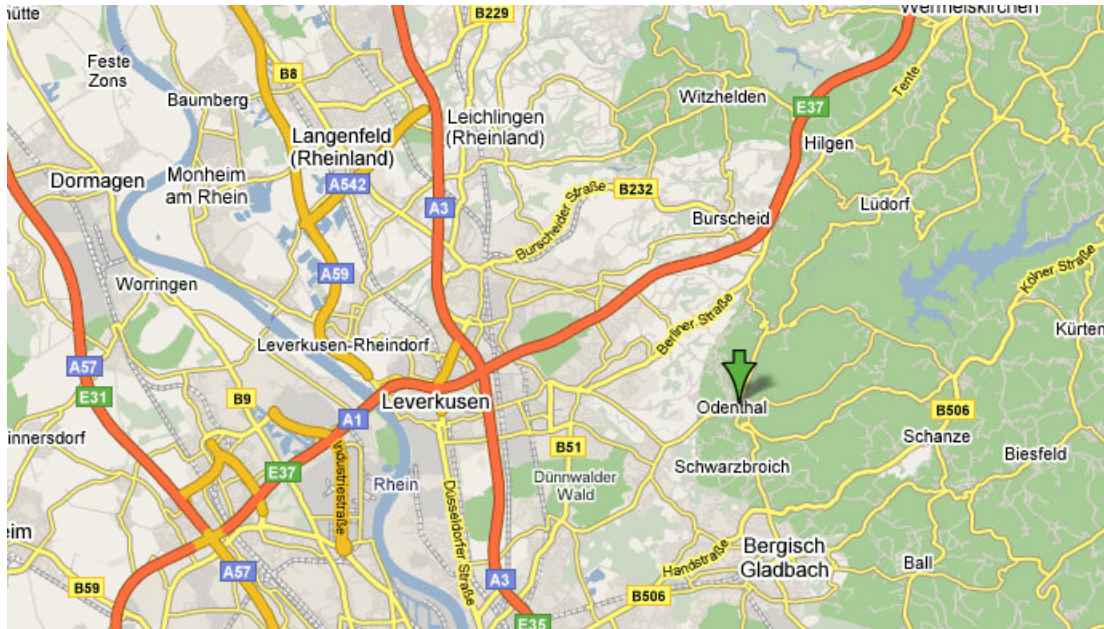 hütte
B229
Wermelskirchen
Feste
Zons
B8
Baumberg
Witzhelden
Tente
E37
Leichlingen
(Rheinland)
Langenfeld
(Rheinland)
Hilgen
Dormagen
Monheim
am Rhein
A542
A3
Burscheider Straße
B232
Burscheid
Lüdorf
Worringen
A59
Kölner Straße
Berliner Straße
Kürten
Leverkusen-Rheindorf
A57
E31
B9
Leverkusen
A1
Odenthal
B506
innersdorf
Schanze
B51
Biesfeld
E37
Industriestraße
Rhein
Dünnwalder
Wald
Schwarzbroich
Düsseldorfer Straße
eim
Handstraße
Bergisch
Gladbach
Ball
A57
A3
B59
B506
E35